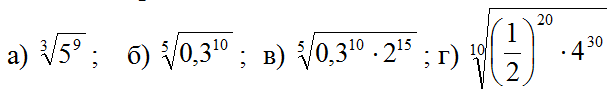 а) ∛5⁹ ; б) ⁵√0,3¹⁰ ; в) ⁵√(0,3¹⁰ · 2¹⁵) ; г) ¹⁰√((1/2)²⁰ · 4³⁰)